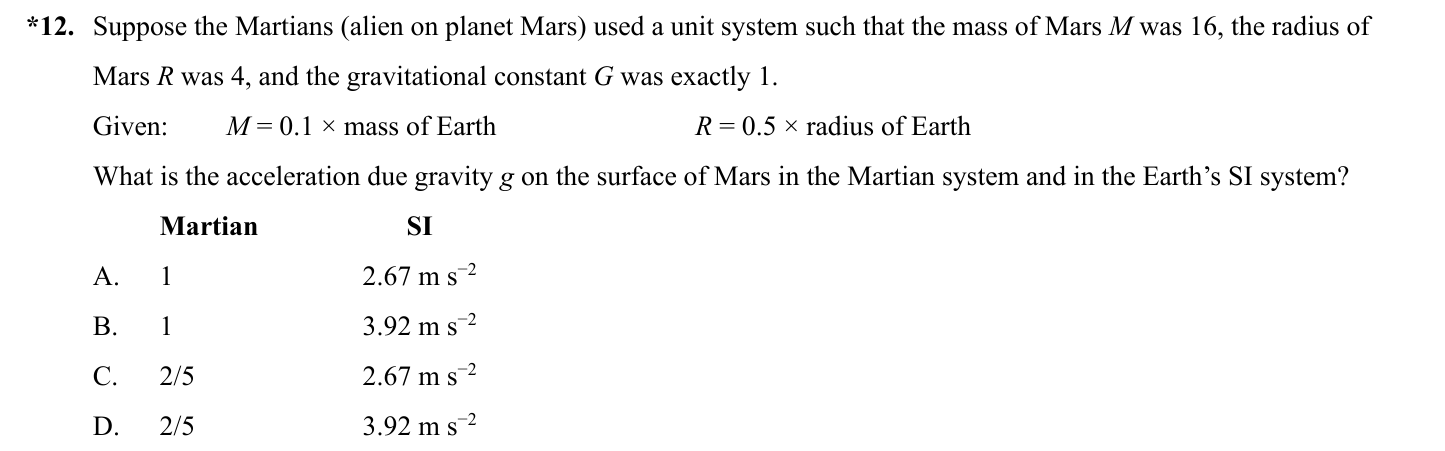 *12. Suppose the Martians (alien on planet Mars) used a unit system such that the mass of Mars M was 16, the radius of
Mars R was 4, and the gravitational constant G was exactly 1.
Given: M = 0.1 × mass of Earth R = 0.5 × radius of Earth
What is the acceleration due gravity g on the surface of Mars in the Martian system and in the Earth’s SI system?
Martian SI
A. 1 2.67 m s⁻²
B. 1 3.92 m s⁻²
C. 2/5 2.67 m s⁻²
D. 2/5 3.92 m s⁻²